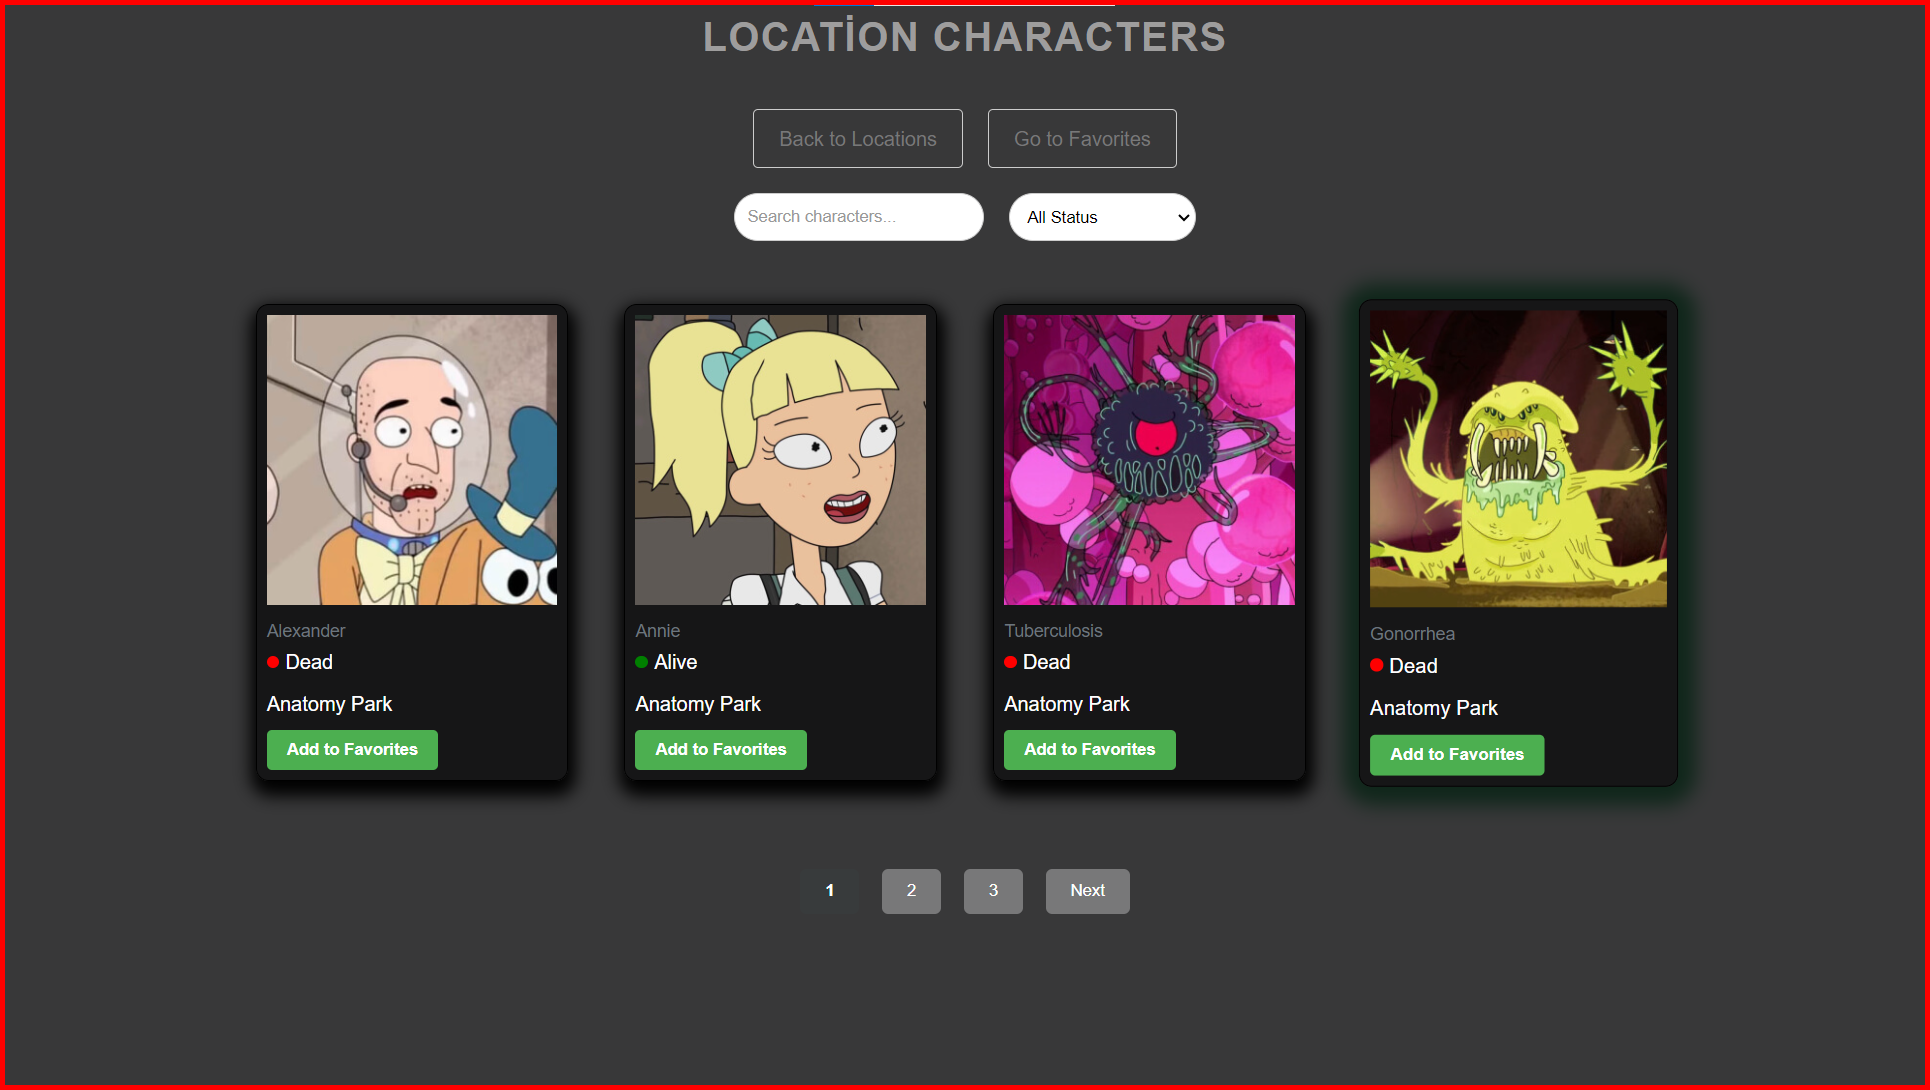 LOCATİON CHARACTERS
Back to Locations Go to Favorites
Search characters... All Status
Alexander Annie Tuberculosis Gonorrhea
Dead Alive Dead Dead
Anatomy Park Anatomy Park Anatomy Park Anatomy Park
Add to Favorites Add to Favorites Add to Favorites Add to Favorites
1 2 3 Next